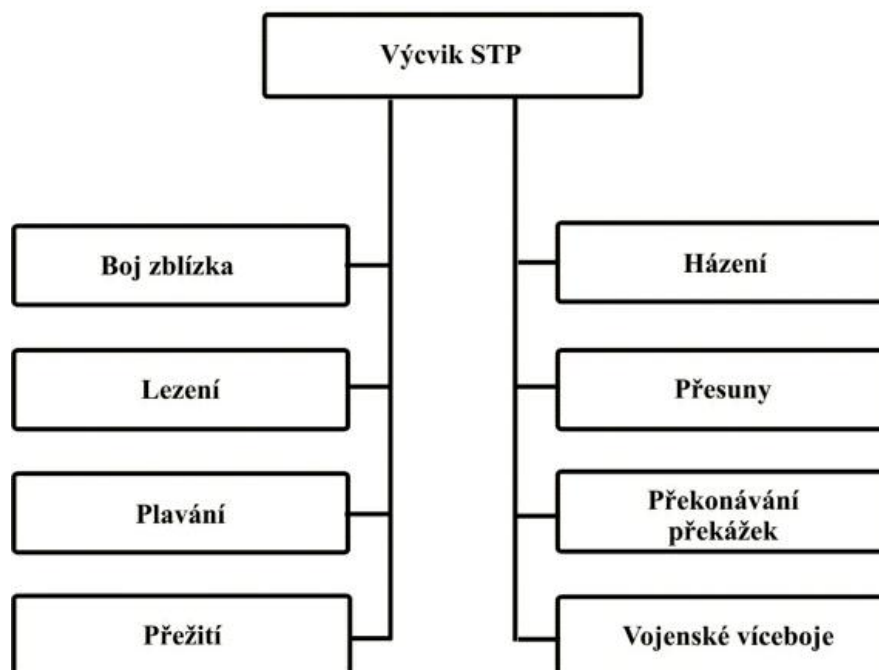 Výcvik STP
Boj zblízka
Házení
Lezení
Přesuny
Plavání
Překonávání
překážek
Přežití
Vojenské víceboje